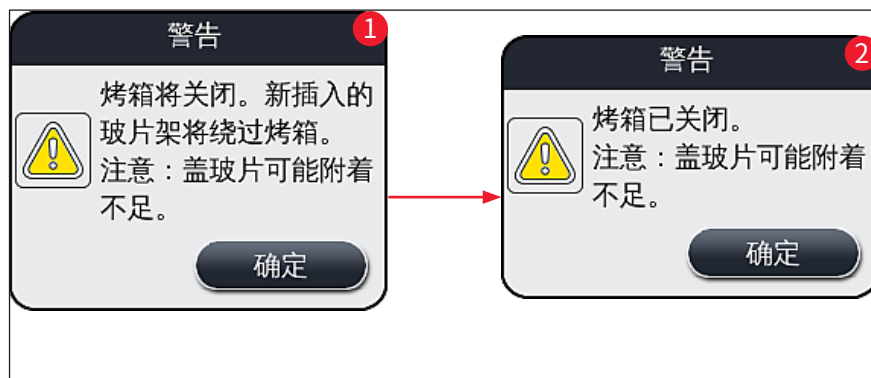 警告
1
烤箱将关闭。新插入的
玻片架将绕过烤箱。
注意：盖玻片可能附着
不足。
确定
警告
2
烤箱已关闭。
注意：盖玻片可能附着
不足。
确定